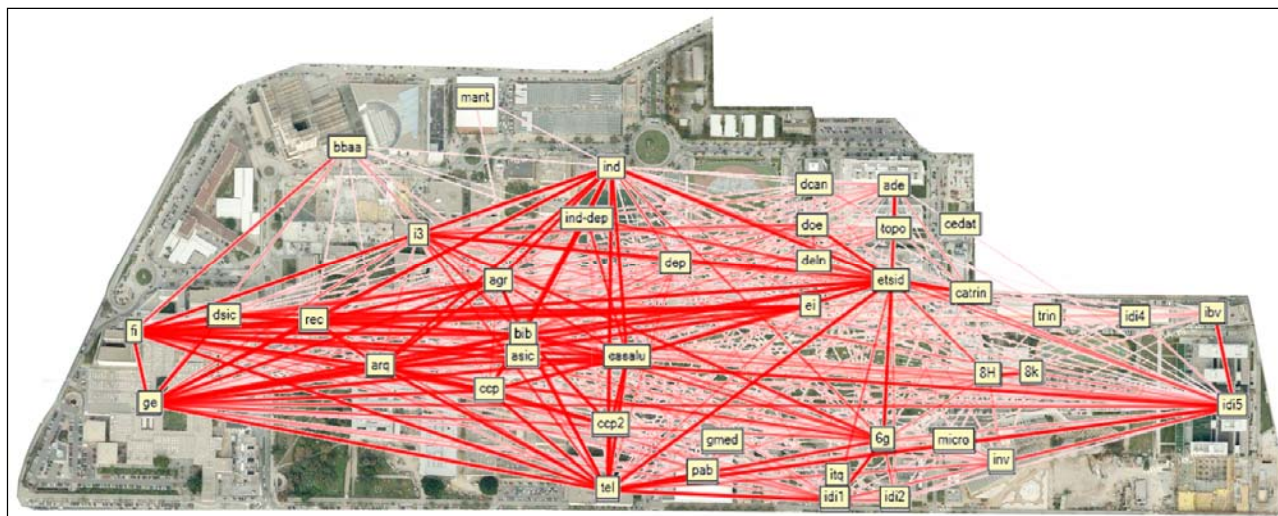 mant
bbaa
ind
dcan
ade
ind-dep
doe
topo
cedat
i3
dep
deln
agr
etsid
catrin
ei
trin
idi4
ibv
dsic
rec
fi
bib
asic
casalu
arq
8H
8k
ccp
ge
idi5
ccp2
6g
micro
gmed
inv
pab
itq
tel
idi1
idi2